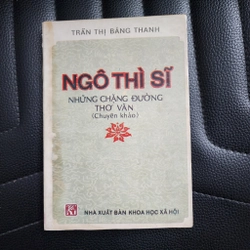 TRẦN THỊ BĂNG THANH
NGÔ THÌ SĨ
NHỮNG CHẶNG ĐƯỜNG
THƠ VĂN
(Chuyên khảo)
NHÀ XUẤT BẢN KHOA HỌC XÃ HỘI